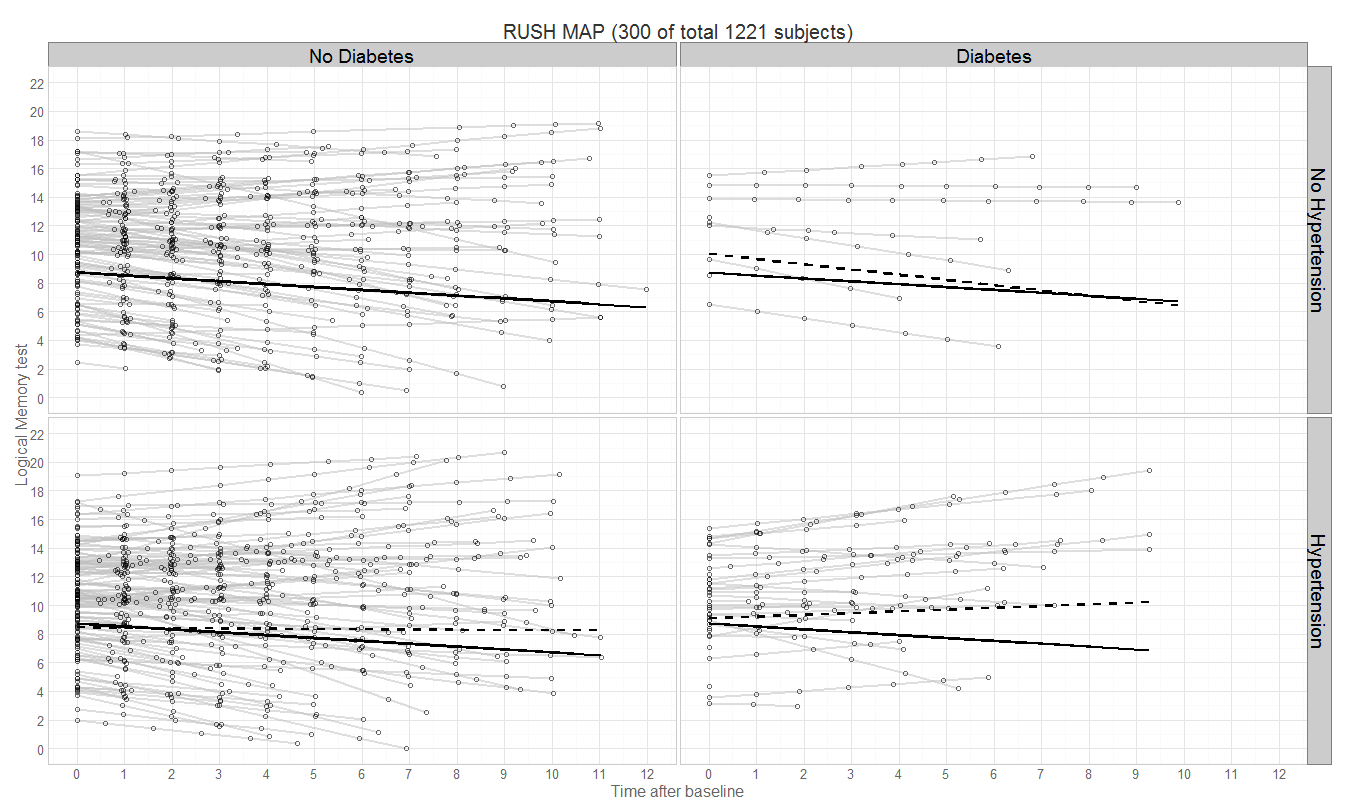 RUSH MAP (300 of total 1221 subjects)
No Diabetes
Diabetes
22
20
18
16
14
12
10
8
6
4
2
0
No Hypertension
Logical Memory test
22
20
18
16
14
12
10
8
6
4
2
0
Hypertension
0 1 2 3 4 5 6 7 8 9 10 11 12
0 1 2 3 4 5 6 7 8 9 10 11 12
Time after baseline